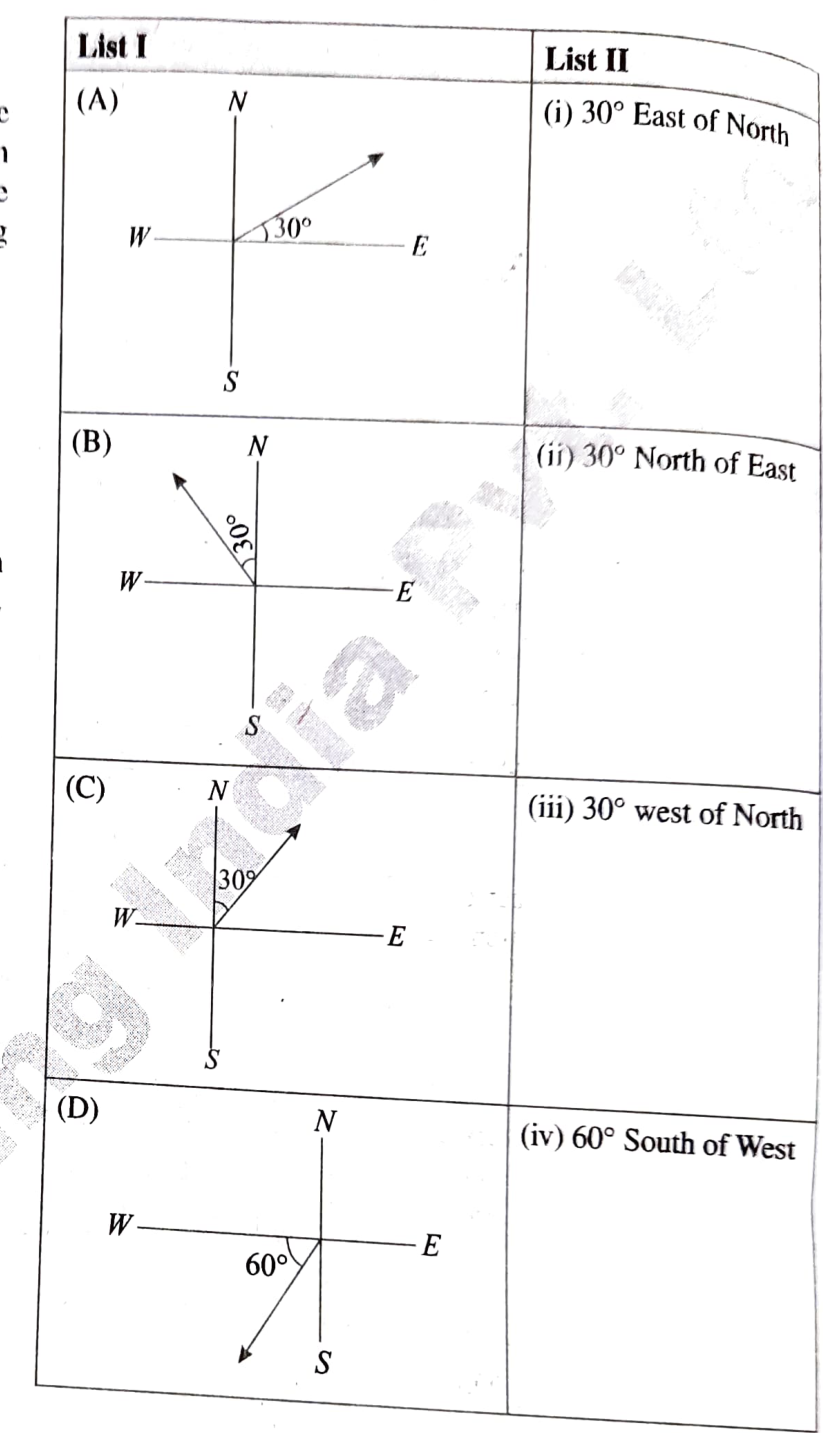 List I
List II
(A)
N
W
30°
E
S
(i) 30° East of North
(B)
N
30°
W
E
S
(ii) 30° North of East
(C)
N
30°
W
E
S
(iii) 30° west of North
(D)
N
W
E
60°
S
(iv) 60° South of West
India